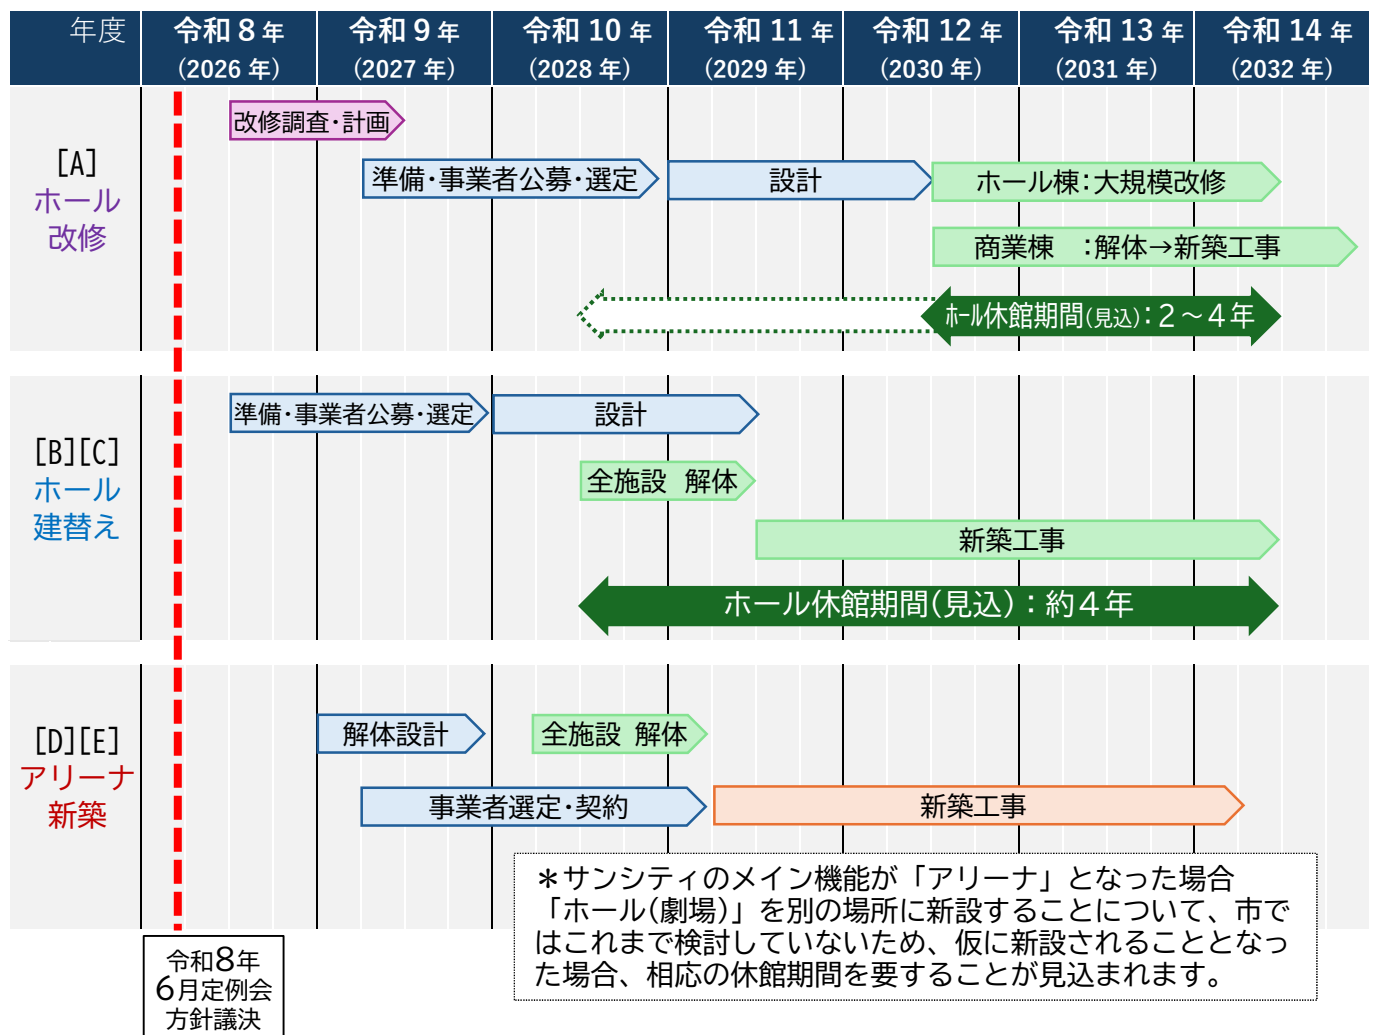 年度 令和8年 令和9年 令和10年 令和11年 令和12年 令和13年 令和14年
(2026年) (2027年) (2028年) (2029年) (2030年) (2031年) (2032年)
[A]
ホール
改修
改修調査・計画
準備・事業者公募・選定
設計
ホール棟:大規模改修
商業棟　:解体→新築工事
ﾎｰﾙ休館期間(見込):2～4年
[B][C]
ホール
建替え
準備・事業者公募・選定
設計
全施設 解体
新築工事
ホール休館期間(見込):約4年
[D][E]
アリーナ
新築
解体設計
全施設 解体
事業者選定・契約
新築工事
＊サンシティのメイン機能が「アリーナ」となった場合
「ホール(劇場)」を別の場所に新設することについて、市で
はこれまで検討していないため、仮に新設されることとなっ
た場合、相応の休館期間を要することが見込まれます。
令和8年
6月定例会
方針議決